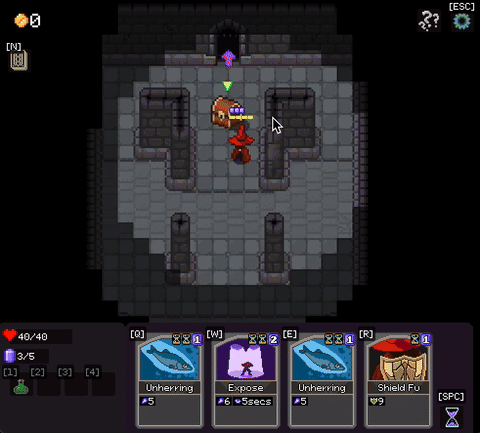 0
[ESC]
[N]
40/40
3/5
[1] [2] [3] [4]
[Q] 1 [W] 2 [E] 1 [R] 1
Unherring Expose Unherring Shield Fu
5 6 5secs 5 9
[SPC]